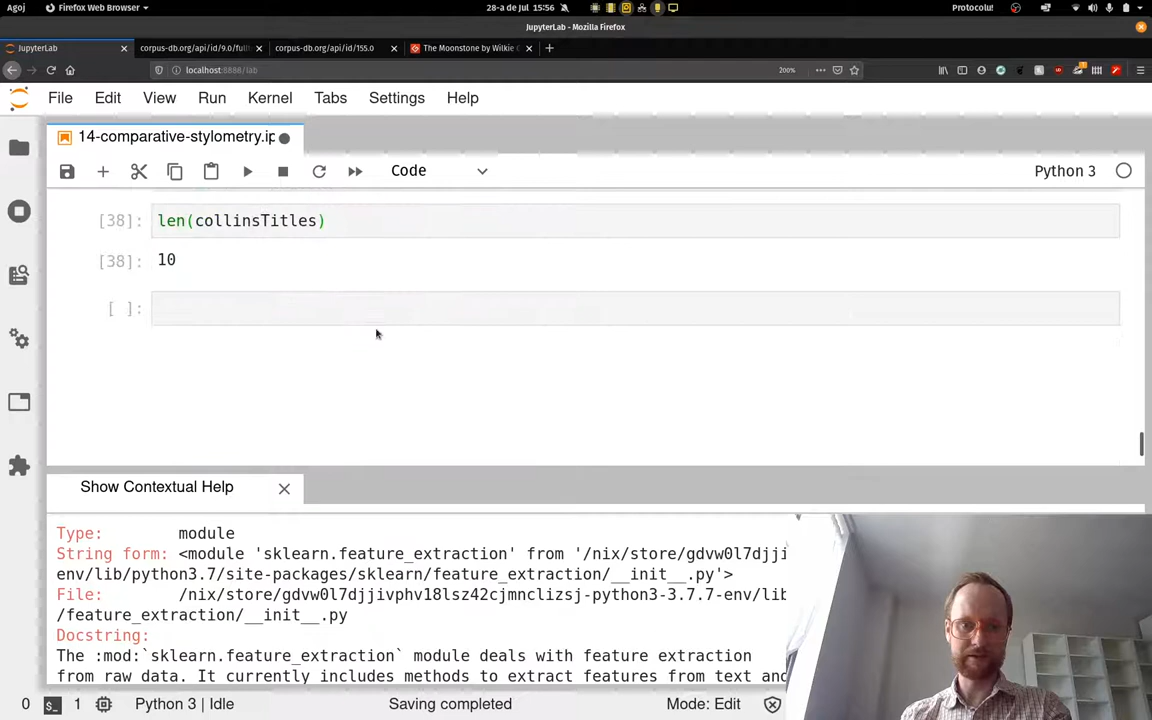 Agoj
Firefox Web Browser
28-a de Jul 15:56
Protocolu!
JupyterLab - Mozilla Firefox
JupyterLab
corpus-db.org/api/id/9.0/full
corpus-db.org/api/id/155.0
The Moonstone by Wilkie
localhost:8888/lab
200%
File Edit View Run Kernel Tabs Settings Help
14-comparative-stylometry.ip
Code
Python 3
[38]: len(collinsTitles)
[38]: 10
[ ]:
Show Contextual Help
Type: module
String form: <module 'sklearn.feature_extraction' from '/nix/store/gdvw0l7djji
env/lib/python3.7/site-packages/sklearn/feature_extraction/__init__.py'>
File: /nix/store/gdvw0l7djjivphv18lsz42cjmnclizsj-python3-3.7.7-env/lib
/feature_extraction/__init__.py
Docstring:
The :mod:`sklearn.feature_extraction` module deals with feature extraction
from raw data. It currently includes methods to extract features from text and
0 $_ 1 Python 3 | Idle Saving completed Mode: Edit